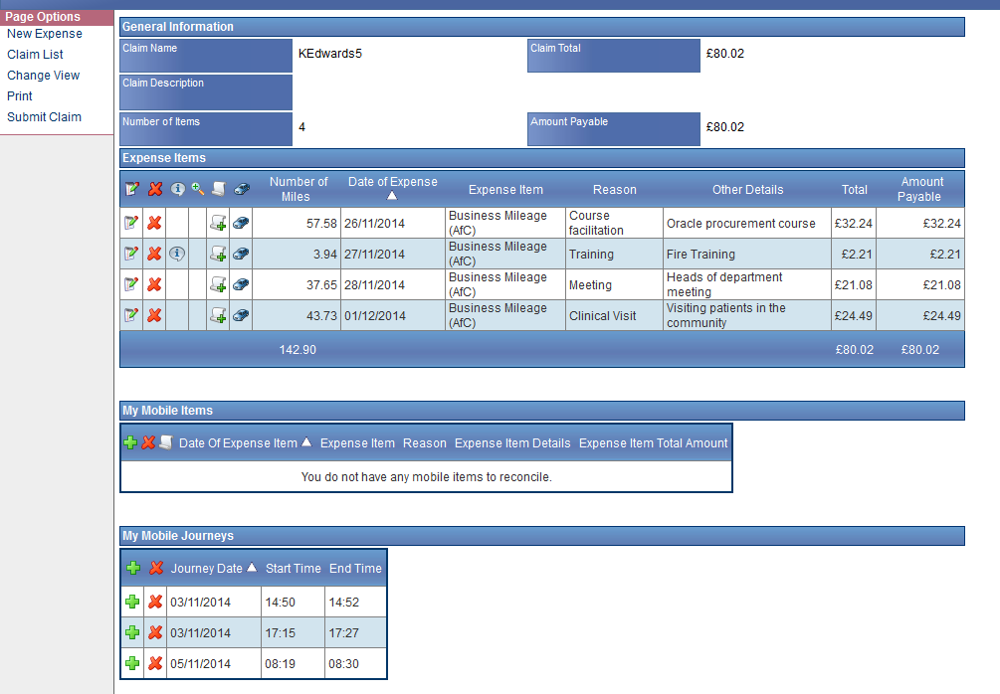 Page Options
New Expense
Claim List
Change View
Print
Submit Claim
General Information
Claim Name KEdwards5 Claim Total £80.02
Claim Description
Number of Items 4 Amount Payable £80.02
Expense Items
Number of Miles Date of Expense Expense Item Reason Other Details Total Amount Payable
57.58 26/11/2014 Business Mileage (AfC) Course facilitation Oracle procurement course £32.24 £32.24
3.94 27/11/2014 Business Mileage (AfC) Training Fire Training £2.21 £2.21
37.65 28/11/2014 Business Mileage (AfC) Meeting Heads of department meeting £21.08 £21.08
43.73 01/12/2014 Business Mileage (AfC) Clinical Visit Visiting patients in the community £24.49 £24.49
142.90 £80.02 £80.02
My Mobile Items
Date Of Expense Item Expense Item Reason Expense Item Details Expense Item Total Amount
You do not have any mobile items to reconcile.
My Mobile Journeys
Journey Date Start Time End Time
03/11/2014 14:50 14:52
03/11/2014 17:15 17:27
05/11/2014 08:19 08:30